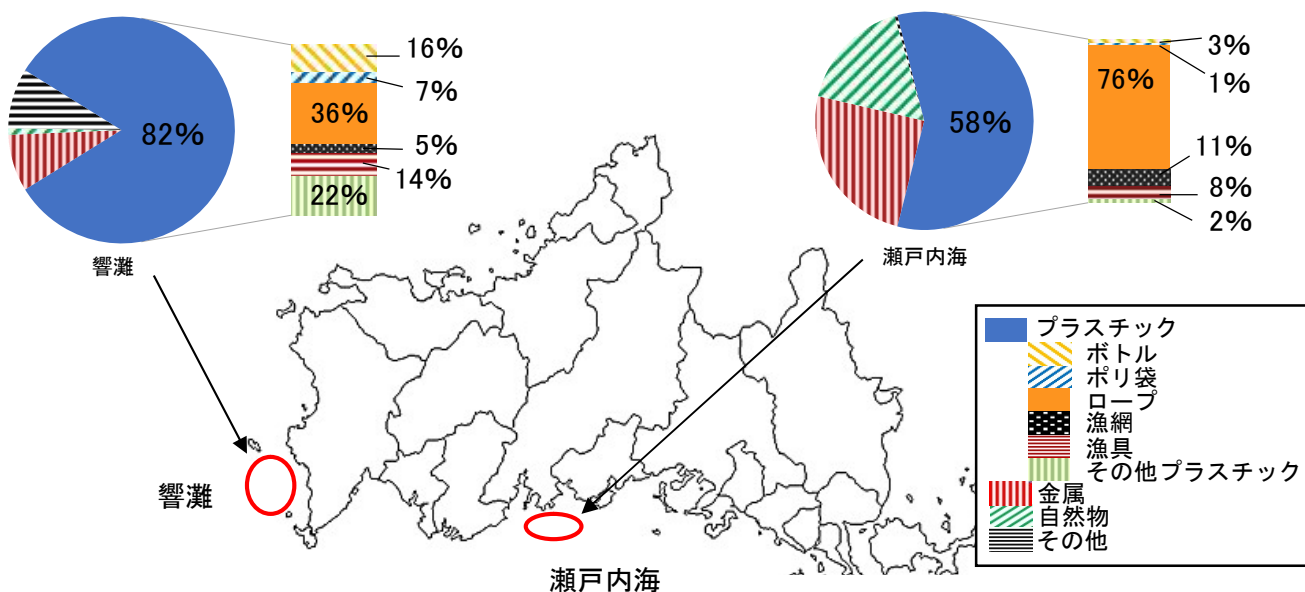 82%
16%
7%
36%
5%
14%
22%
響灘
58%
3%
1%
76%
11%
8%
2%
瀬戸内海
響灘
瀬戸内海
プラスチック
ボトル
ポリ袋
ロープ
漁網
漁具
その他プラスチック
金属
自然物
その他